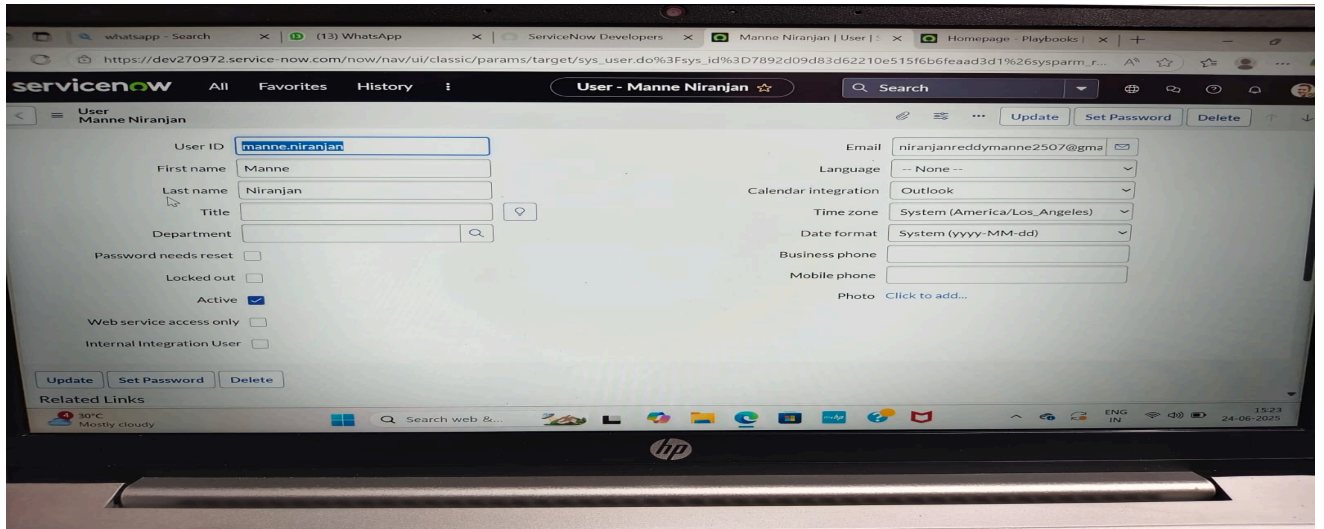 whatsapp - Search
(13) WhatsApp
ServiceNow Developers
Manne Niranjan | User | S
Homepage - Playbooks |
https://dev270972.service-now.com/now/nav/ui/classic/params/target/sys_user.do%3Fsys_id%3D7892d09d83d62210e515f6b6feaad3d1%26sysparm_r...
servicenow All Favorites History
User - Manne Niranjan
Search
User
Manne Niranjan
Update Set Password Delete
User ID manne.niranjan
First name Manne
Last name Niranjan
Title
Department
Password needs reset
Locked out
Active
Web service access only
Internal Integration User
Email niranjanreddymanne2507@gma
Language -- None --
Calendar integration Outlook
Time zone System (America/Los_Angeles)
Date format System (yyyy-MM-dd)
Business phone
Mobile phone
Photo Click to add...
Update Set Password Delete
Related Links
4
30°C
Mostly cloudy
Search web &...
ENG
IN
15:23
24-06-2025
hp